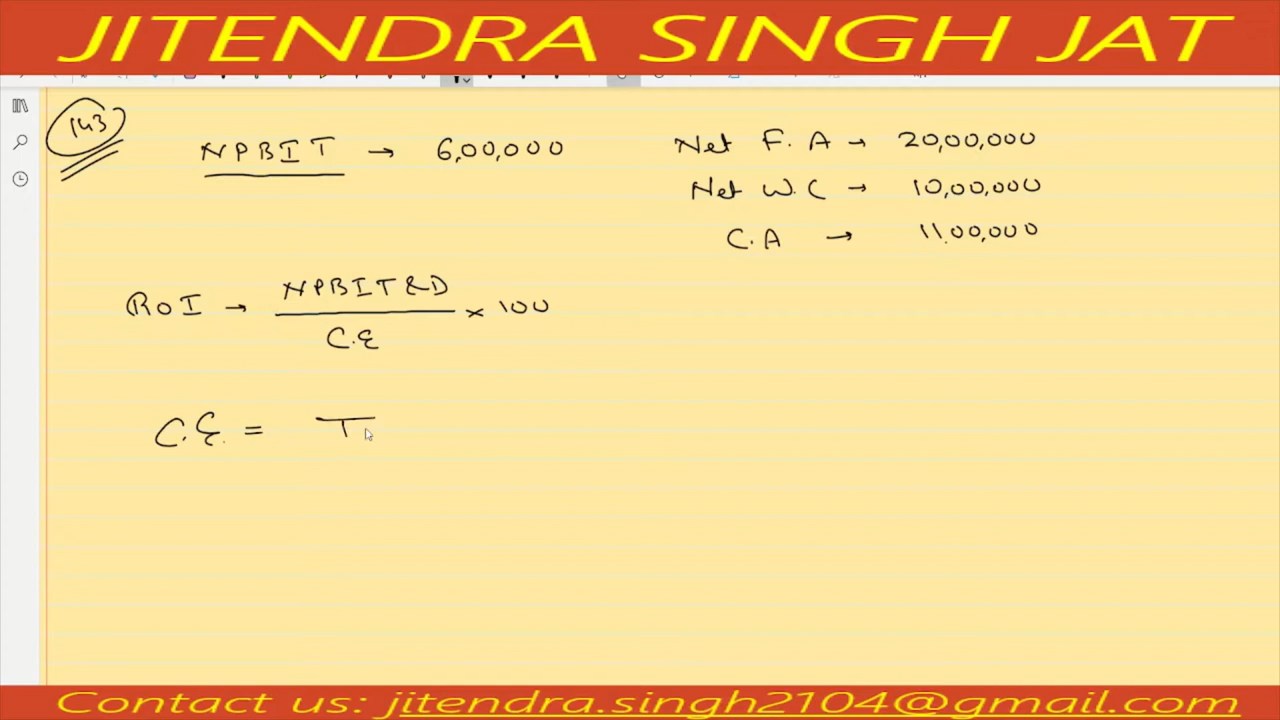 JITENDRA SINGH JAT
143
NPBIT → 6,00,000
Net F.A → 20,00,000
Net W.C → 10,00,000
C.A → 11,00,000
ROI → NPBIT&D
C.E
× 100
C.E. = T
Contact us: jitendra.singh2104@gmail.com